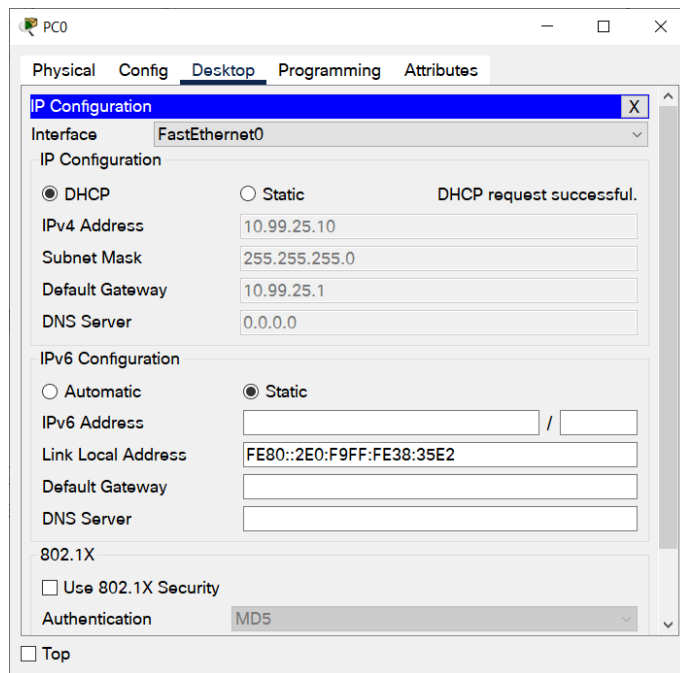 PC0
Physical Config Desktop Programming Attributes
IP Configuration X
Interface FastEthernet0
IP Configuration
DHCP Static DHCP request successful.
IPv4 Address 10.99.25.10
Subnet Mask 255.255.255.0
Default Gateway 10.99.25.1
DNS Server 0.0.0.0
IPv6 Configuration
Automatic Static
IPv6 Address /
Link Local Address FE80::2E0:F9FF:FE38:35E2
Default Gateway
DNS Server
802.1X
Use 802.1X Security
Authentication MD5
Top